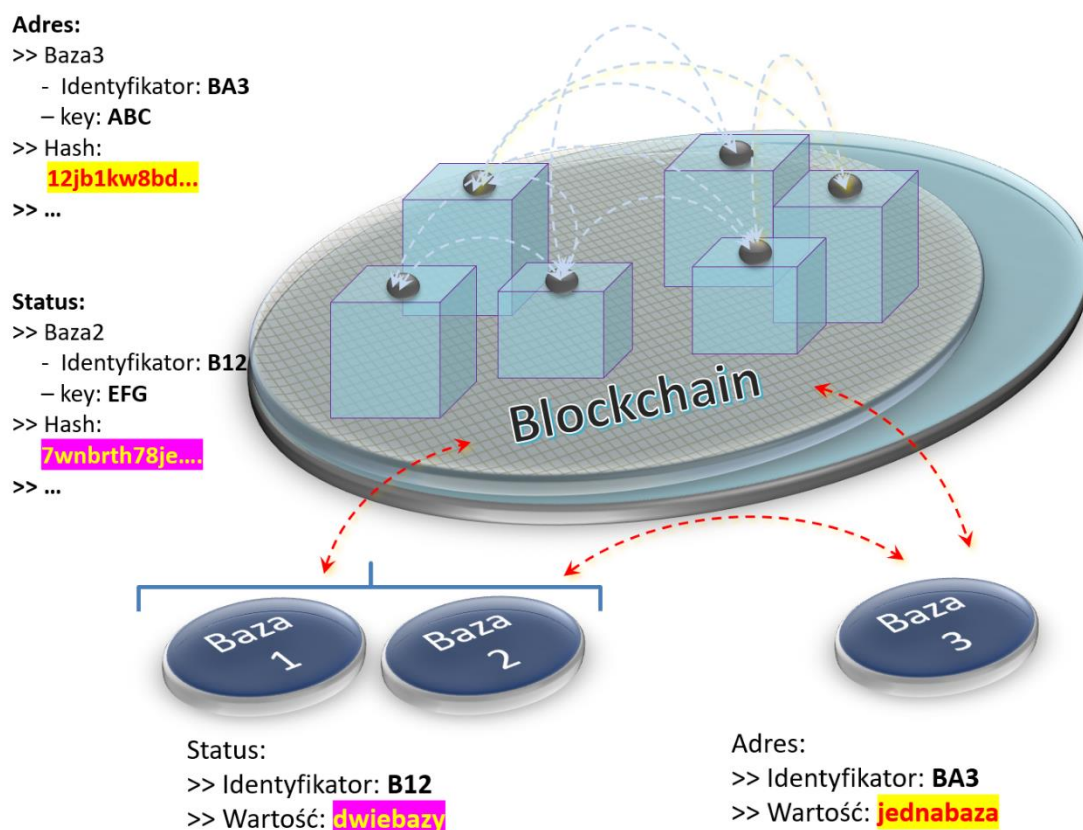 Adres:
>> Baza3
- Identyfikator: BA3
– key: ABC
>> Hash:
12jb1kw8bd...
>> ...
Status:
>> Baza2
- Identyfikator: B12
– key: EFG
>> Hash:
7wnbrth78je....
>> ...
Blockchain
Baza
1
Baza
2
Baza
3
Status:
>> Identyfikator: B12
>> Wartość: dwiebazy
Adres:
>> Identyfikator: BA3
>> Wartość: jednabaza